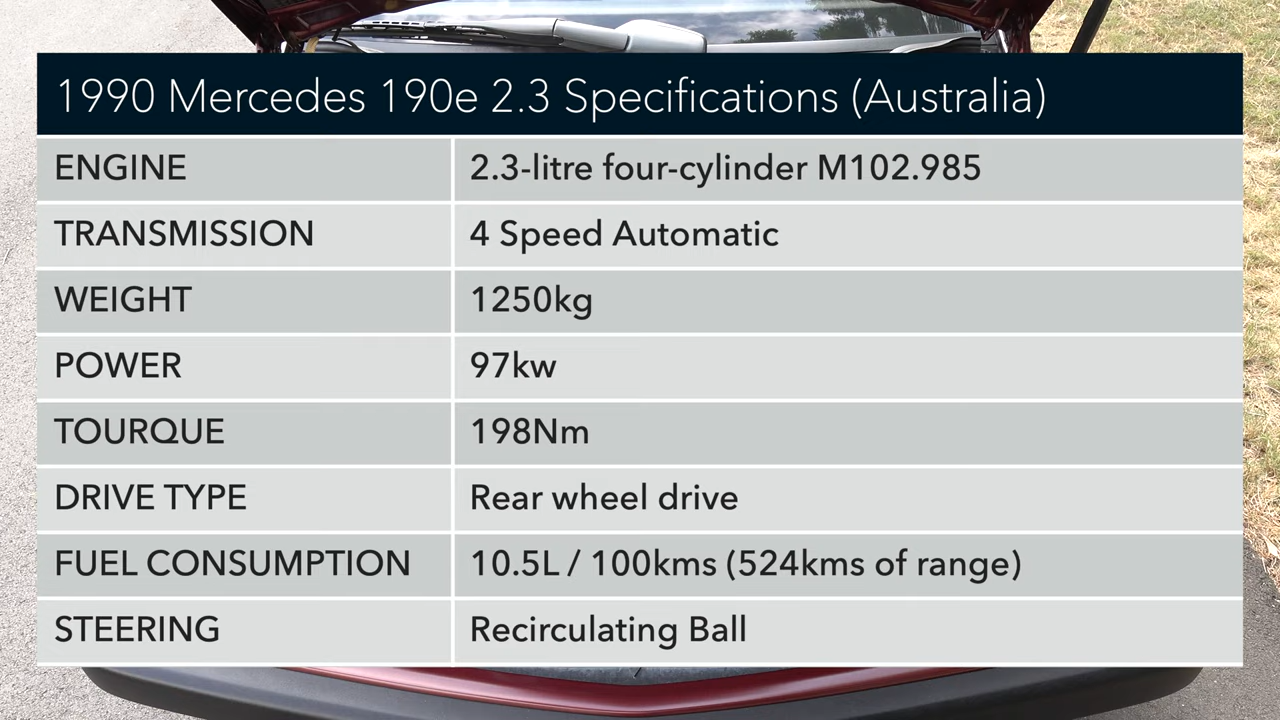 1990 Mercedes 190e 2.3 Specifications (Australia)
ENGINE 2.3-litre four-cylinder M102.985
TRANSMISSION 4 Speed Automatic
WEIGHT 1250kg
POWER 97kw
TOURQUE 198Nm
DRIVE TYPE Rear wheel drive
FUEL CONSUMPTION 10.5L / 100kms (524kms of range)
STEERING Recirculating Ball